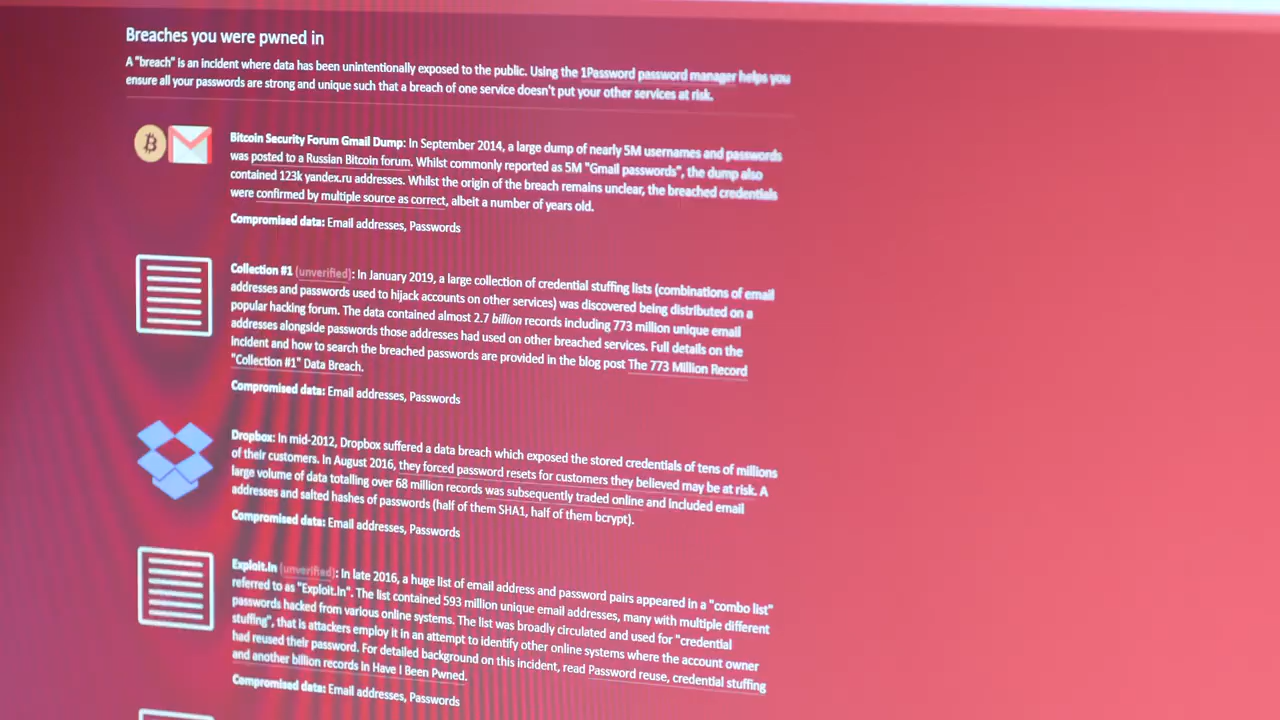 Breaches you were pwned in
A "breach" is an incident where data has been unintentionally exposed to the public. Using the 1Password password manager helps you
ensure all your passwords are strong and unique such that a breach of one service doesn't put your other services at risk.
Bitcoin Security Forum Gmail Dump: In September 2014, a large dump of nearly 5M usernames and passwords
was posted to a Russian Bitcoin forum. Whilst commonly reported as 5M "Gmail passwords", the dump also
contained 123k yandex.ru addresses. Whilst the origin of the breach remains unclear, the breached credentials
were confirmed by multiple source as correct, albeit a number of years old.
Compromised data: Email addresses, Passwords
Collection #1 (unverified): In January 2019, a large collection of credential stuffing lists (combinations of email
addresses and passwords used to hijack accounts on other services) was discovered being distributed on a
popular hacking forum. The data contained almost 2.7 billion records including 773 million unique email
addresses alongside passwords those addresses had used on other breached services. Full details on the
incident and how to search the breached passwords are provided in the blog post The 773 Million Record
"Collection #1" Data Breach.
Compromised data: Email addresses, Passwords
Dropbox: In mid-2012, Dropbox suffered a data breach which exposed the stored credentials of tens of millions
of their customers. In August 2016, they forced password resets for customers they believed may be at risk. A
large volume of data totalling over 68 million records was subsequently traded online and included email
addresses and salted hashes of passwords (half of them SHA1, half of them bcrypt).
Compromised data: Email addresses, Passwords
Exploit.In (unverified): In late 2016, a huge list of email address and password pairs appeared in a "combo list"
referred to as "Exploit.In". The list contained 593 million unique email addresses, many with multiple different
passwords hacked from various online systems. The list was broadly circulated and used for "credential
stuffing", that is attackers employ it in an attempt to identify other online systems where the account owner
had reused their password. For detailed background on this incident, read Password reuse, credential stuffing
and another billion records in Have I Been Pwned.
Compromised data: Email addresses, Passwords